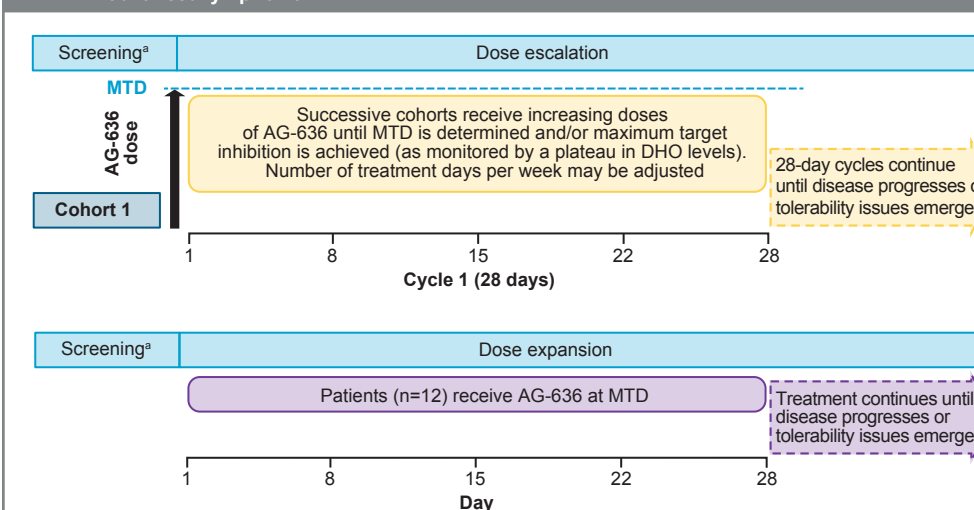 Screeningᵃ Dose escalation
MTD
AG-636
dose
Successive cohorts receive increasing doses
of AG-636 until MTD is determined and/or maximum target
inhibition is achieved (as monitored by a plateau in DHO levels).
Number of treatment days per week may be adjusted
28-day cycles continue
until disease progresses
tolerability issues emerge
Cohort 1
1 8 15 22 28
Cycle 1 (28 days)
Screeningᵃ Dose expansion
Patients (n=12) receive AG-636 at MTD
Treatment continues until
disease progresses or
tolerability issues emerge
1 8 15 22 28
Day